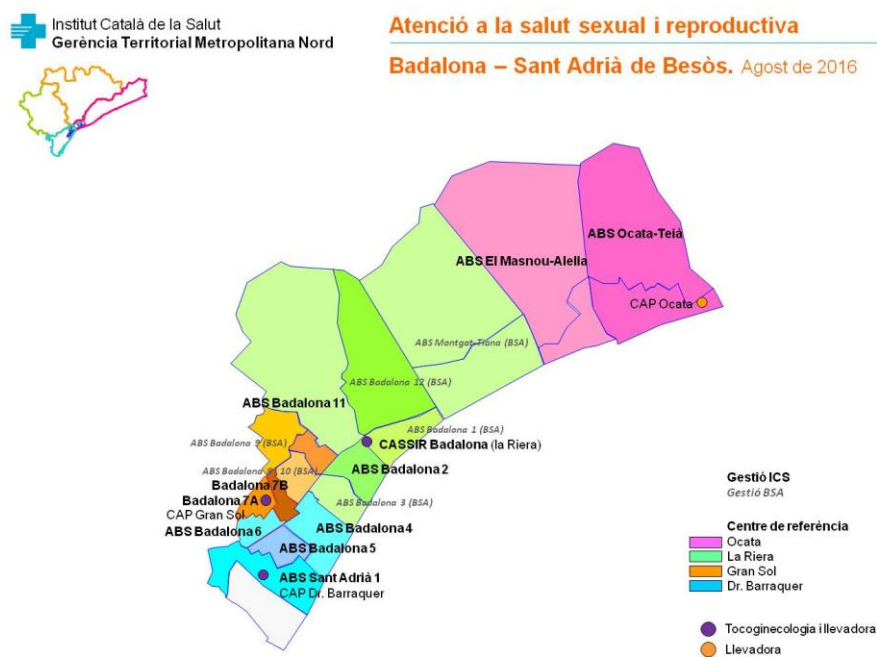 Institut Català de la Salut
Gerència Territorial Metropolitana Nord
Atenció a la salut sexual i reproductiva
Badalona – Sant Adrià de Besòs. Agost de 2016
ABS Ocata-Teià
ABS El Masnou-Alella
CAP Ocata
ABS Montgat-Tiana (BSA)
ABS Badalona 12 (BSA)
ABS Badalona 11
ABS Badalona 1 (BSA)
ABS Badalona 9 (BSA)
CASSIR Badalona (la Riera)
ABS Badalona 10 (BSA)
ABS Badalona 2
Badalona 7B
Badalona 7A
ABS Badalona 3 (BSA)
CAP Gran Sol
ABS Badalona 6
ABS Badalona 4
ABS Badalona 5
ABS Sant Adrià 1
CAP Dr. Barraquer
Gestió ICS
Gestió BSA
Centre de referència
Ocata
La Riera
Gran Sol
Dr. Barraquer
Tocoginecologia i llevadora
Llevadora